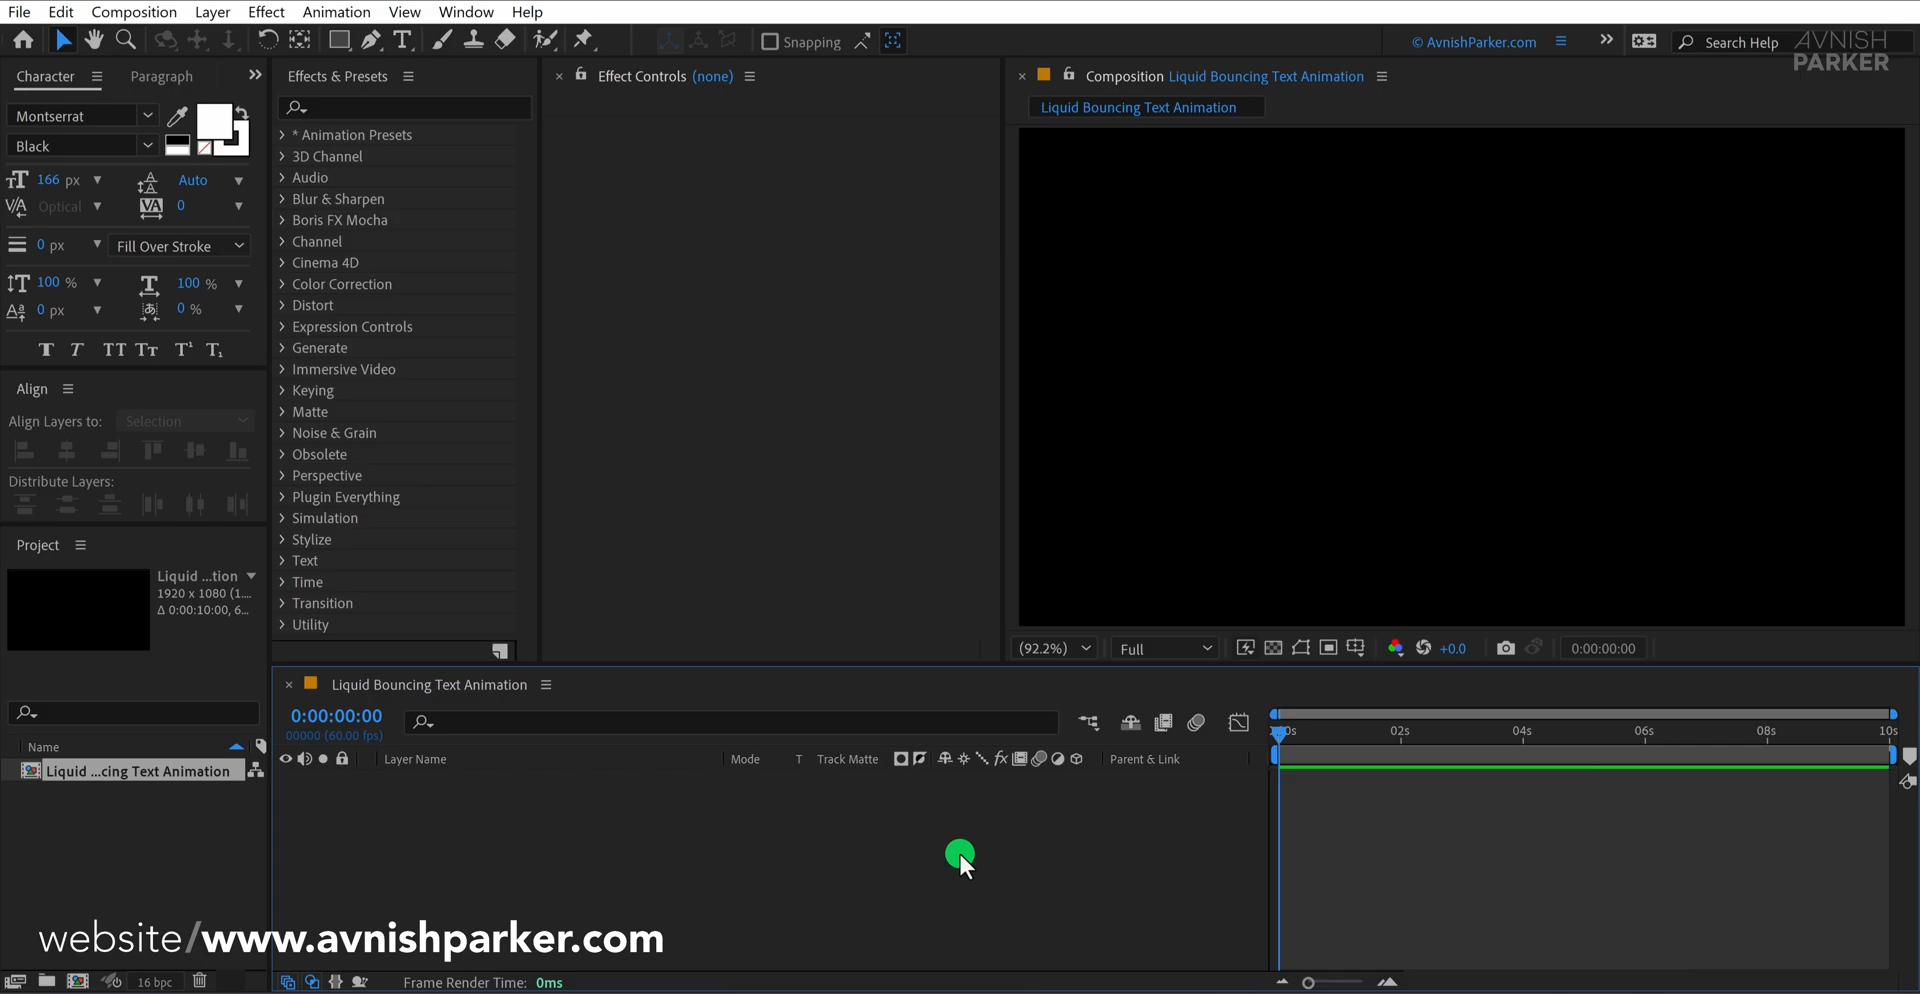 File Edit Composition Layer Effect Animation View Window Help
Snapping
© AvnishParker.com
Search Help
AVNISH
PARKER
Character Paragraph
Montserrat
Black
166 px Auto
Optical 0
0 px Fill Over Stroke
100 % 100 %
0 px 0 %
T T TT Tт T¹ T₁
Align
Align Layers to: Selection
Distribute Layers:
Project
Liquid ...tion
1920 x 1080 (1....
Δ 0:00:10:00, 6...
Name
Liquid ...cing Text Animation
16 bpc
Effects & Presets
* Animation Presets
3D Channel
Audio
Blur & Sharpen
Boris FX Mocha
Channel
Cinema 4D
Color Correction
Distort
Expression Controls
Generate
Immersive Video
Keying
Matte
Noise & Grain
Obsolete
Perspective
Plugin Everything
Simulation
Stylize
Text
Time
Transition
Utility
Effect Controls (none)
Composition Liquid Bouncing Text Animation
Liquid Bouncing Text Animation
(92.2%) Full +0.0 0:00:00:00
Liquid Bouncing Text Animation
0:00:00:00
00000 (60.00 fps)
Layer Name Mode T Track Matte fx Parent & Link
02s 04s 06s 08s 10s
website/www.avnishparker.com
Frame Render Time: 0ms